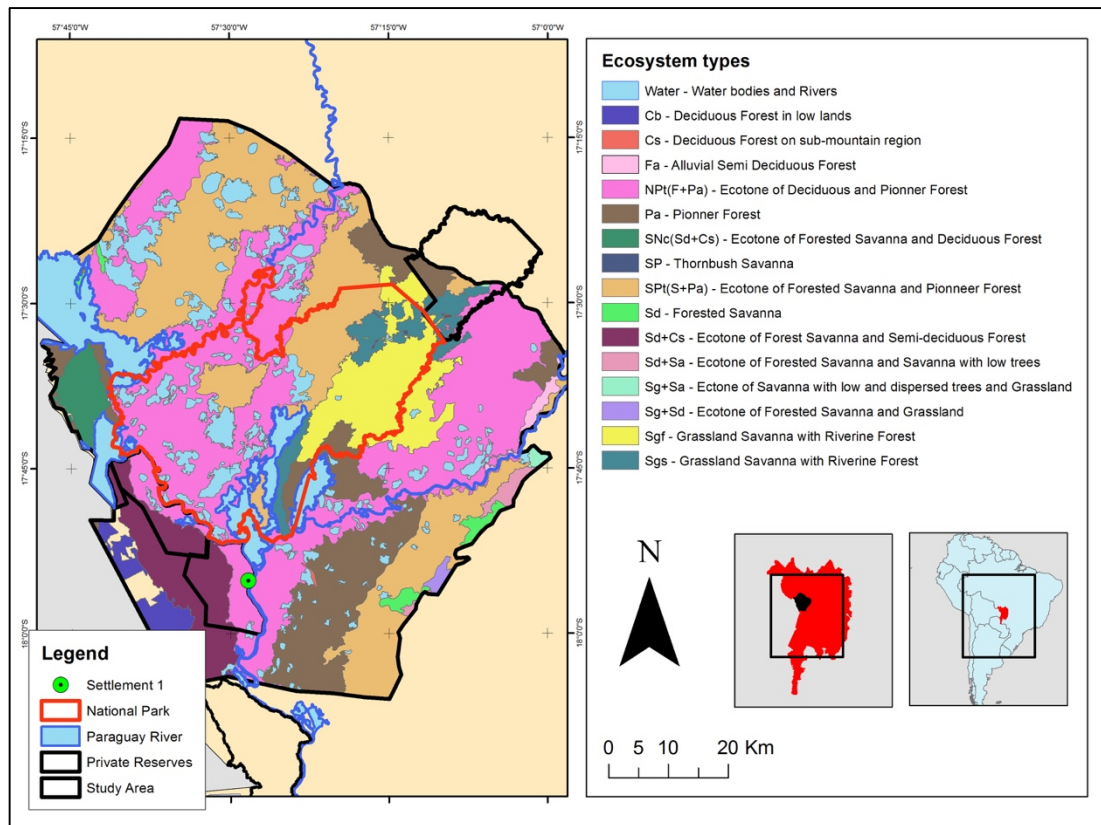 57°45'0"W
57°30'0"W
57°15'0"W
57°0'0"W
17°15'0"S
17°30'0"S
17°45'0"S
18°0'0"S
17°15'0"S
17°30'0"S
17°45'0"S
18°0'0"S
Legend
Settlement 1
National Park
Paraguay River
Private Reserves
Study Area
Ecosystem types
Water - Water bodies and Rivers
Cb - Deciduous Forest in low lands
Cs - Deciduous Forest on sub-mountain region
Fa - Alluvial Semi Deciduous Forest
NPt(F+Pa) - Ecotone of Deciduous and Pionner Forest
Pa - Pionner Forest
SNc(Sd+Cs) - Ecotone of Forested Savanna and Deciduous Forest
SP - Thornbush Savanna
SPt(S+Pa) - Ecotone of Forested Savanna and Pionneer Forest
Sd - Forested Savanna
Sd+Cs - Ecotone of Forest Savanna and Semi-deciduous Forest
Sd+Sa - Ecotone of Forested Savanna and Savanna with low trees
Sg+Sa - Ectone of Savanna with low and dispersed trees and Grassland
Sg+Sd - Ecotone of Forested Savanna and Grassland
Sgf - Grassland Savanna with Riverine Forest
Sgs - Grassland Savanna with Riverine Forest
N
0 5 10 20 Km